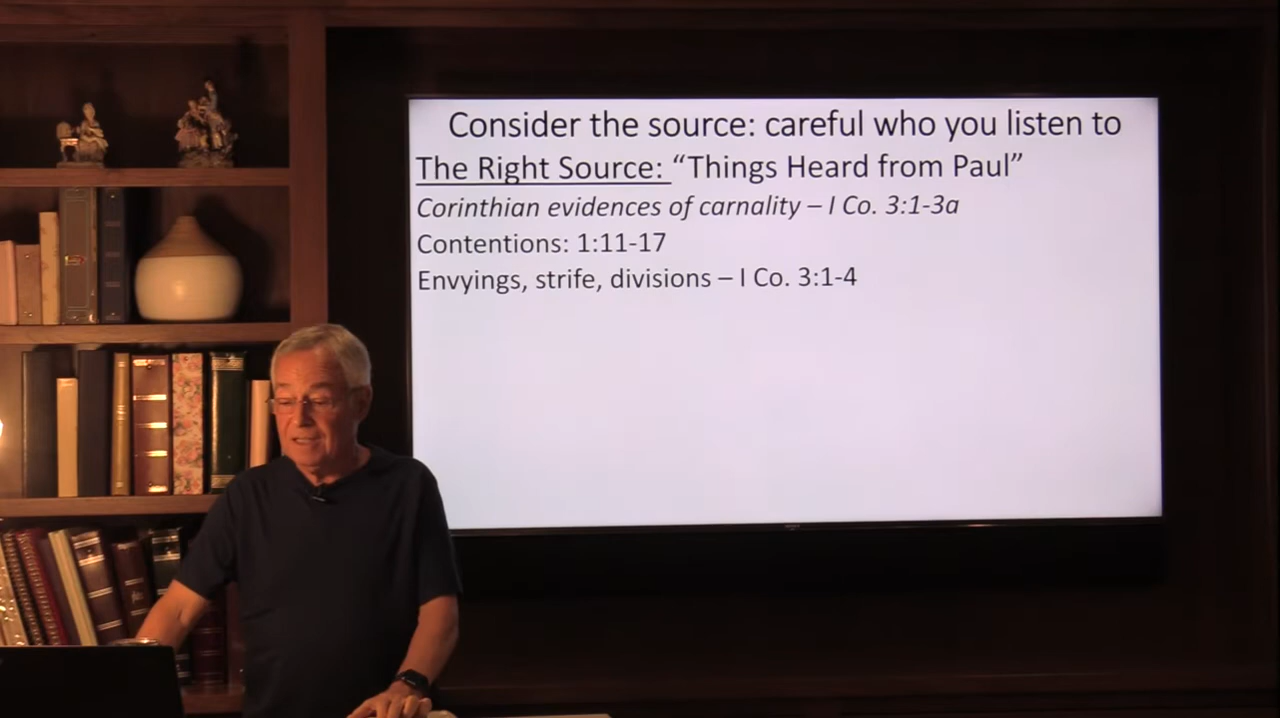 Consider the source: careful who you listen to
The Right Source: “Things Heard from Paul”
Corinthian evidences of carnality – I Co. 3:1-3a
Contentions: 1:11-17
Envyings, strife, divisions – I Co. 3:1-4